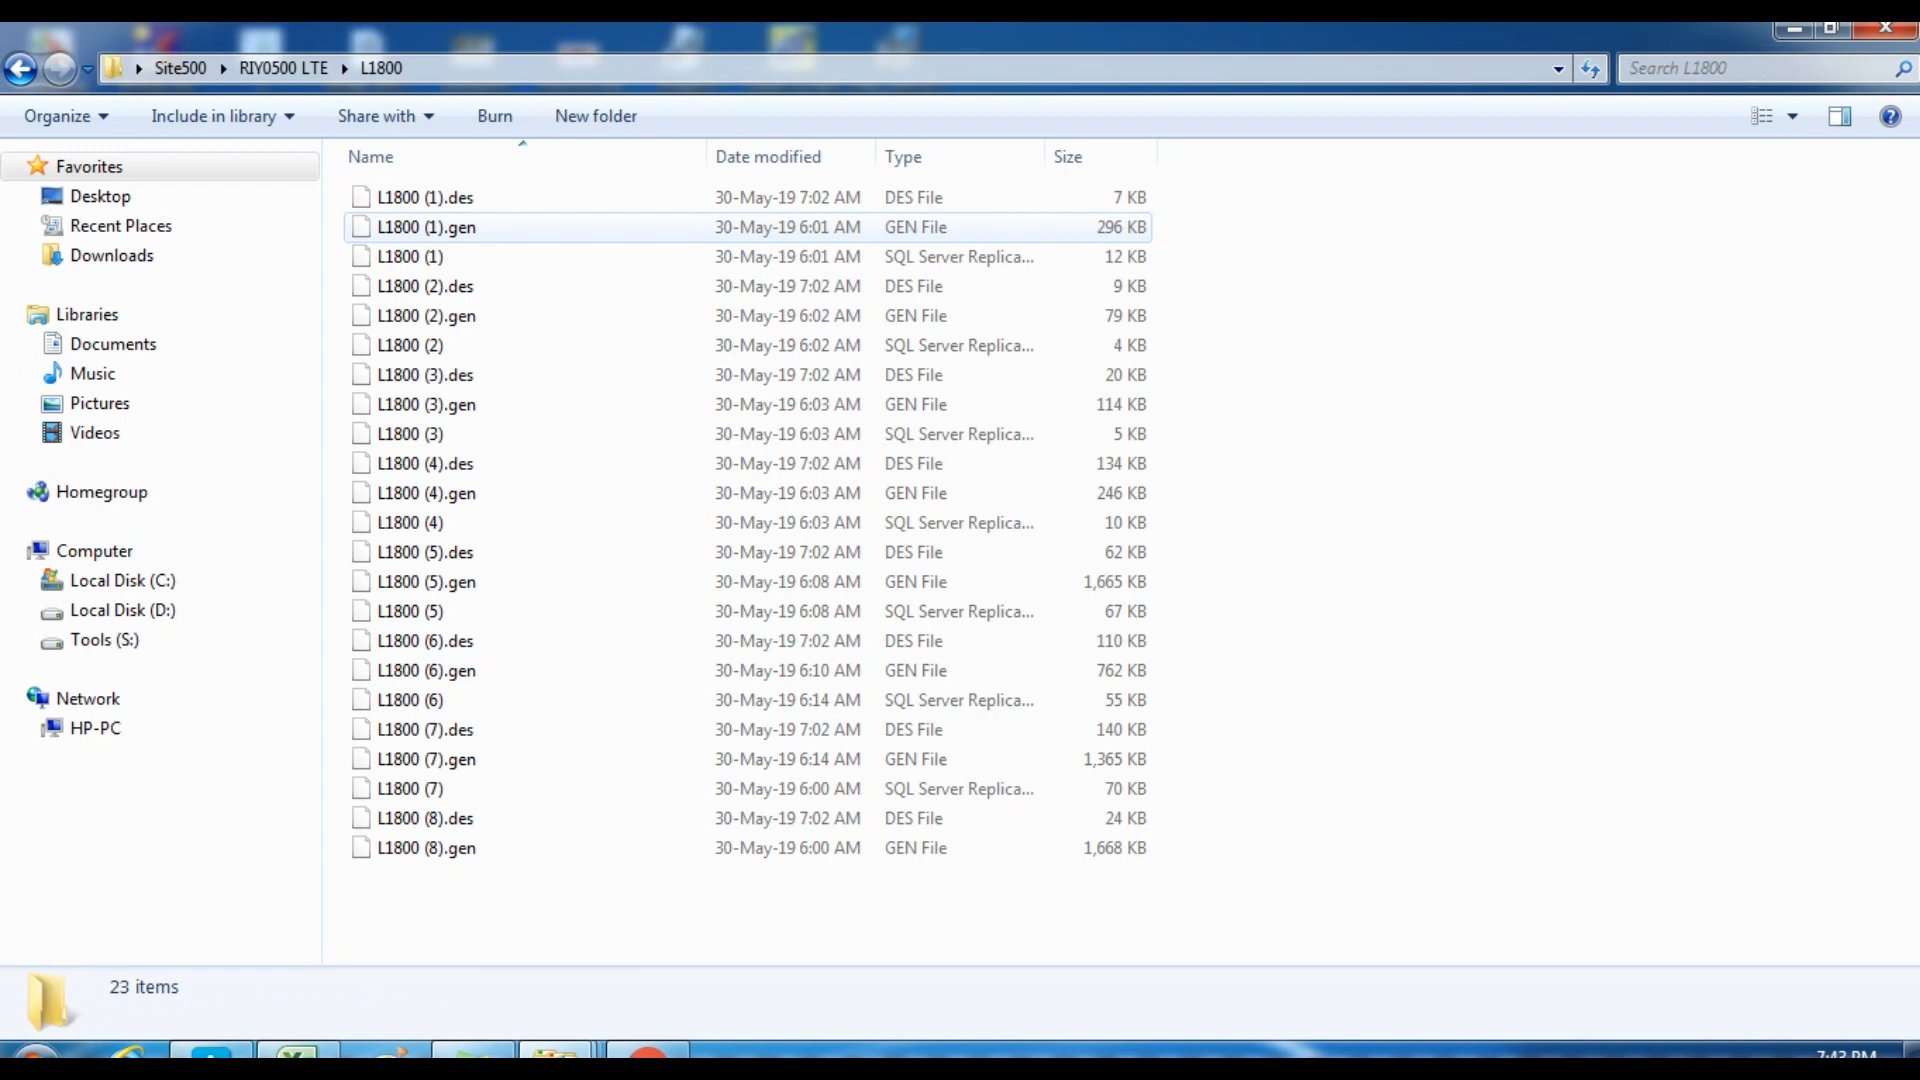 Site500 RIY0500 LTE L1800
Search L1800
Organize Include in library Share with Burn New folder
Name Date modified Type Size
Favorites
Desktop
Recent Places
Downloads
Libraries
Documents
Music
Pictures
Videos
Homegroup
Computer
Local Disk (C:)
Local Disk (D:)
Tools (S:)
Network
HP-PC
L1800 (1).des 30-May-19 7:02 AM DES File 7 KB
L1800 (1).gen 30-May-19 6:01 AM GEN File 296 KB
L1800 (1) 30-May-19 6:01 AM SQL Server Replica... 12 KB
L1800 (2).des 30-May-19 7:02 AM DES File 9 KB
L1800 (2).gen 30-May-19 6:02 AM GEN File 79 KB
L1800 (2) 30-May-19 6:02 AM SQL Server Replica... 4 KB
L1800 (3).des 30-May-19 7:02 AM DES File 20 KB
L1800 (3).gen 30-May-19 6:03 AM GEN File 114 KB
L1800 (3) 30-May-19 6:03 AM SQL Server Replica... 5 KB
L1800 (4).des 30-May-19 7:02 AM DES File 134 KB
L1800 (4).gen 30-May-19 6:03 AM GEN File 246 KB
L1800 (4) 30-May-19 6:03 AM SQL Server Replica... 10 KB
L1800 (5).des 30-May-19 7:02 AM DES File 62 KB
L1800 (5).gen 30-May-19 6:08 AM GEN File 1,665 KB
L1800 (5) 30-May-19 6:08 AM SQL Server Replica... 67 KB
L1800 (6).des 30-May-19 7:02 AM DES File 110 KB
L1800 (6).gen 30-May-19 6:10 AM GEN File 762 KB
L1800 (6) 30-May-19 6:14 AM SQL Server Replica... 55 KB
L1800 (7).des 30-May-19 7:02 AM DES File 140 KB
L1800 (7).gen 30-May-19 6:14 AM GEN File 1,365 KB
L1800 (7) 30-May-19 6:00 AM SQL Server Replica... 70 KB
L1800 (8).des 30-May-19 7:02 AM DES File 24 KB
L1800 (8).gen 30-May-19 6:00 AM GEN File 1,668 KB
23 items
7:43 PM